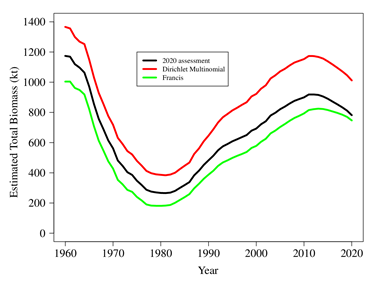 1400
1200
1000
800
600
400
200
0
Estimated Total Biomass (kt)
2020 assessment
Dirichlet Multinomial
Francis
1960 1970 1980 1990 2000 2010 2020
Year